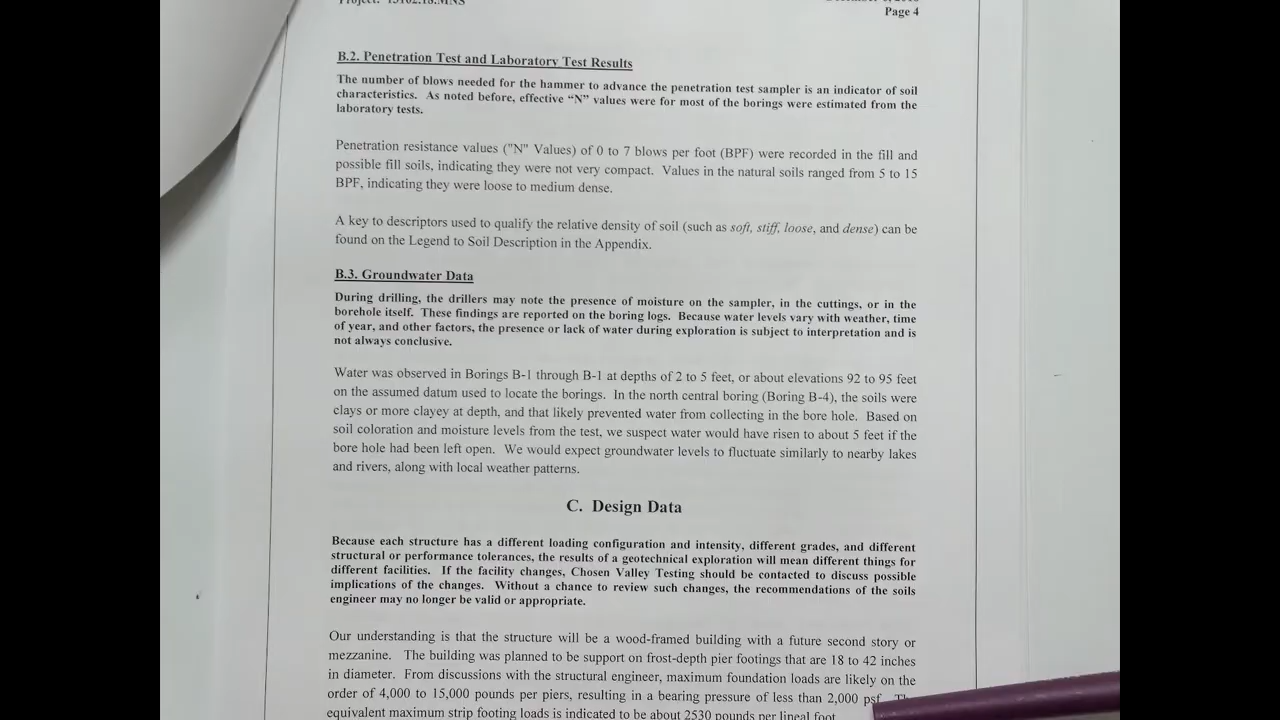 Page 4
B.2. Penetration Test and Laboratory Test Results
The number of blows needed for the hammer to advance the penetration test sampler is an indicator of soil
characteristics. As noted before, effective “N” values were for most of the borings were estimated from the
laboratory tests.
Penetration resistance values ("N" Values) of 0 to 7 blows per foot (BPF) were recorded in the fill and
possible fill soils, indicating they were not very compact. Values in the natural soils ranged from 5 to 15
BPF, indicating they were loose to medium dense.
A key to descriptors used to qualify the relative density of soil (such as soft, stiff, loose, and dense) can be
found on the Legend to Soil Description in the Appendix.
B.3. Groundwater Data
During drilling, the drillers may note the presence of moisture on the sampler, in the cuttings, or in the
borehole itself. These findings are reported on the boring logs. Because water levels vary with weather, time
of year, and other factors, the presence or lack of water during exploration is subject to interpretation and is
not always conclusive.
Water was observed in Borings B-1 through B-1 at depths of 2 to 5 feet, or about elevations 92 to 95 feet
on the assumed datum used to locate the borings. In the north central boring (Boring B-4), the soils were
clays or more clayey at depth, and that likely prevented water from collecting in the bore hole. Based on
soil coloration and moisture levels from the test, we suspect water would have risen to about 5 feet if the
bore hole had been left open. We would expect groundwater levels to fluctuate similarly to nearby lakes
and rivers, along with local weather patterns.
C. Design Data
Because each structure has a different loading configuration and intensity, different grades, and different
structural or performance tolerances, the results of a geotechnical exploration will mean different things for
different facilities. If the facility changes, Chosen Valley Testing should be contacted to discuss possible
implications of the changes. Without a chance to review such changes, the recommendations of the soils
engineer may no longer be valid or appropriate.
Our understanding is that the structure will be a wood-framed building with a future second story or
mezzanine. The building was planned to be support on frost-depth pier footings that are 18 to 42 inches
in diameter. From discussions with the structural engineer, maximum foundation loads are likely on the
order of 4,000 to 15,000 pounds per piers, resulting in a bearing pressure of less than 2,000 psf.
equivalent maximum strip footing loads is indicated to be about 2530 pounds per lineal foot